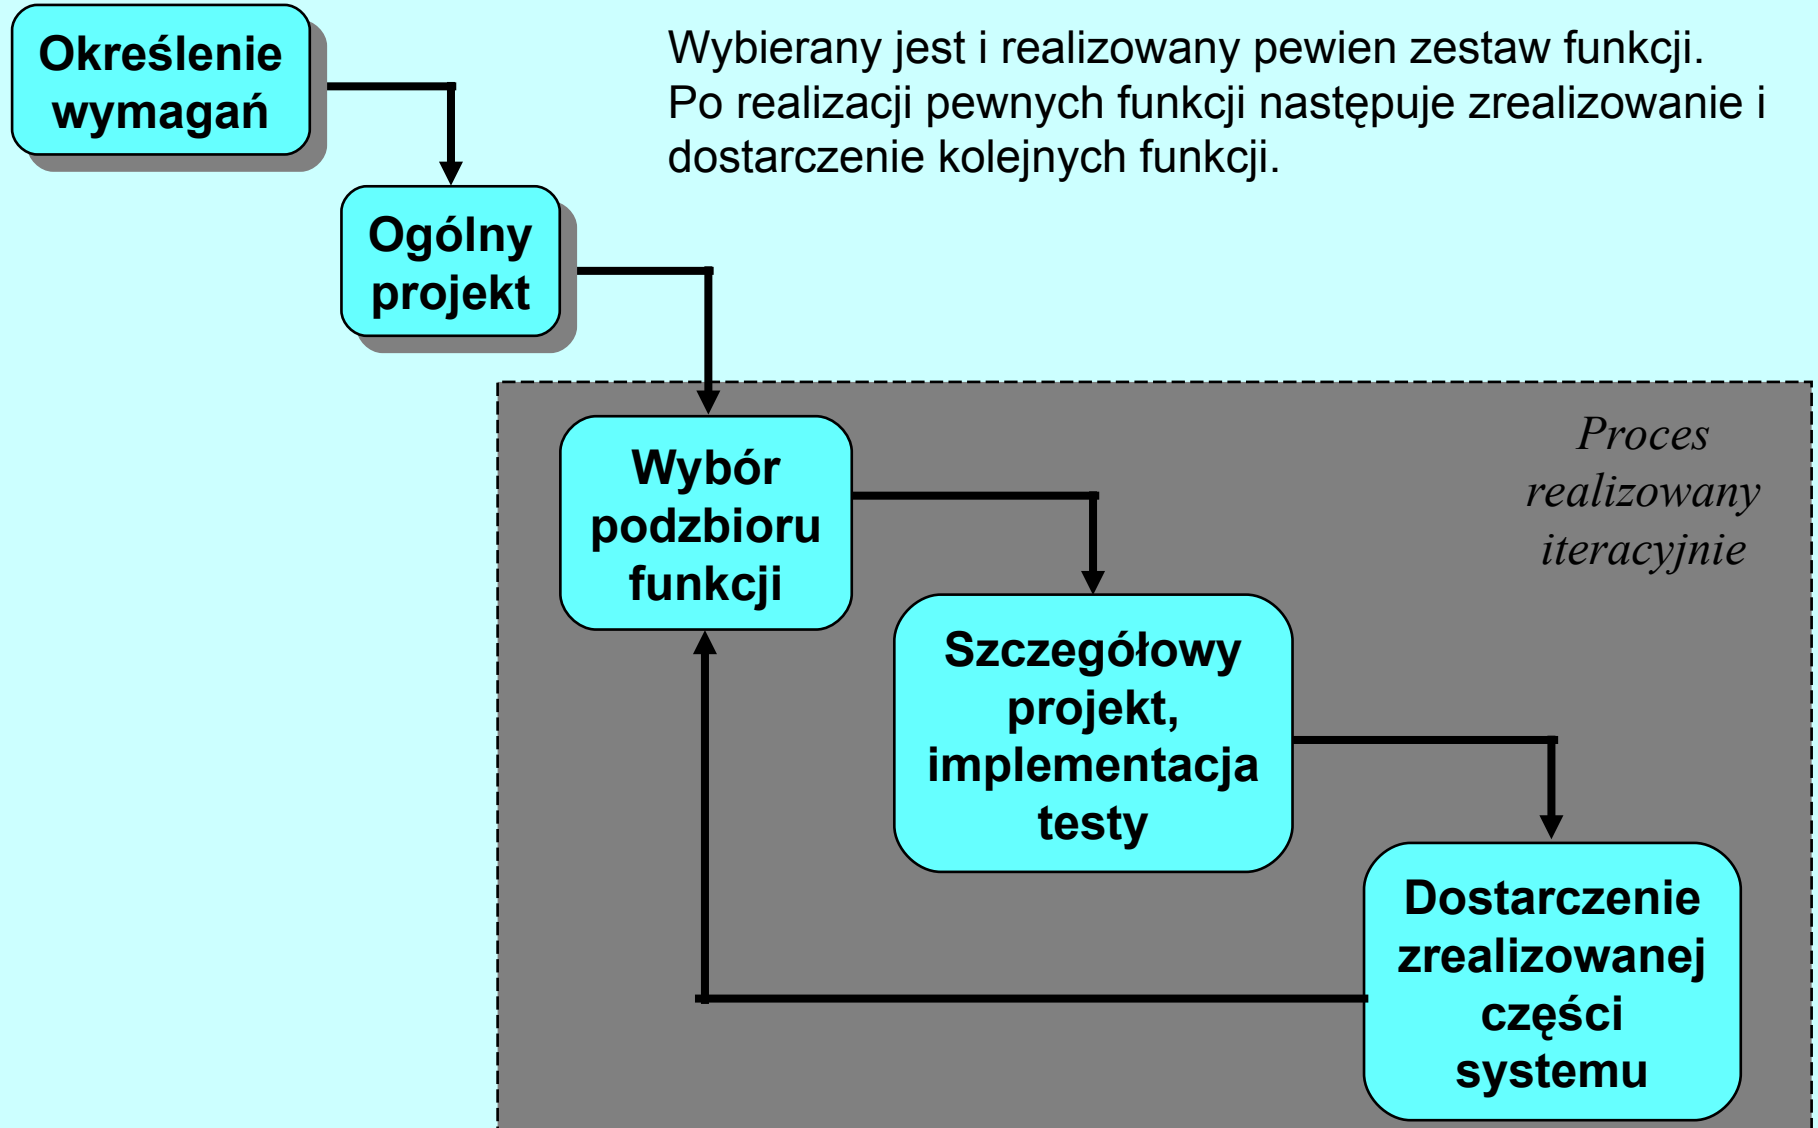 Określenie
wymagań
Wybierany jest i realizowany pewien zestaw funkcji.
Po realizacji pewnych funkcji następuje zrealizowanie i
dostarczenie kolejnych funkcji.
Ogólny
projekt
Proces
realizowany
iteracyjnie
Wybór
podzbioru
funkcji
Szczegółowy
projekt,
implementacja
testy
Dostarczenie
zrealizowanej
części
systemu